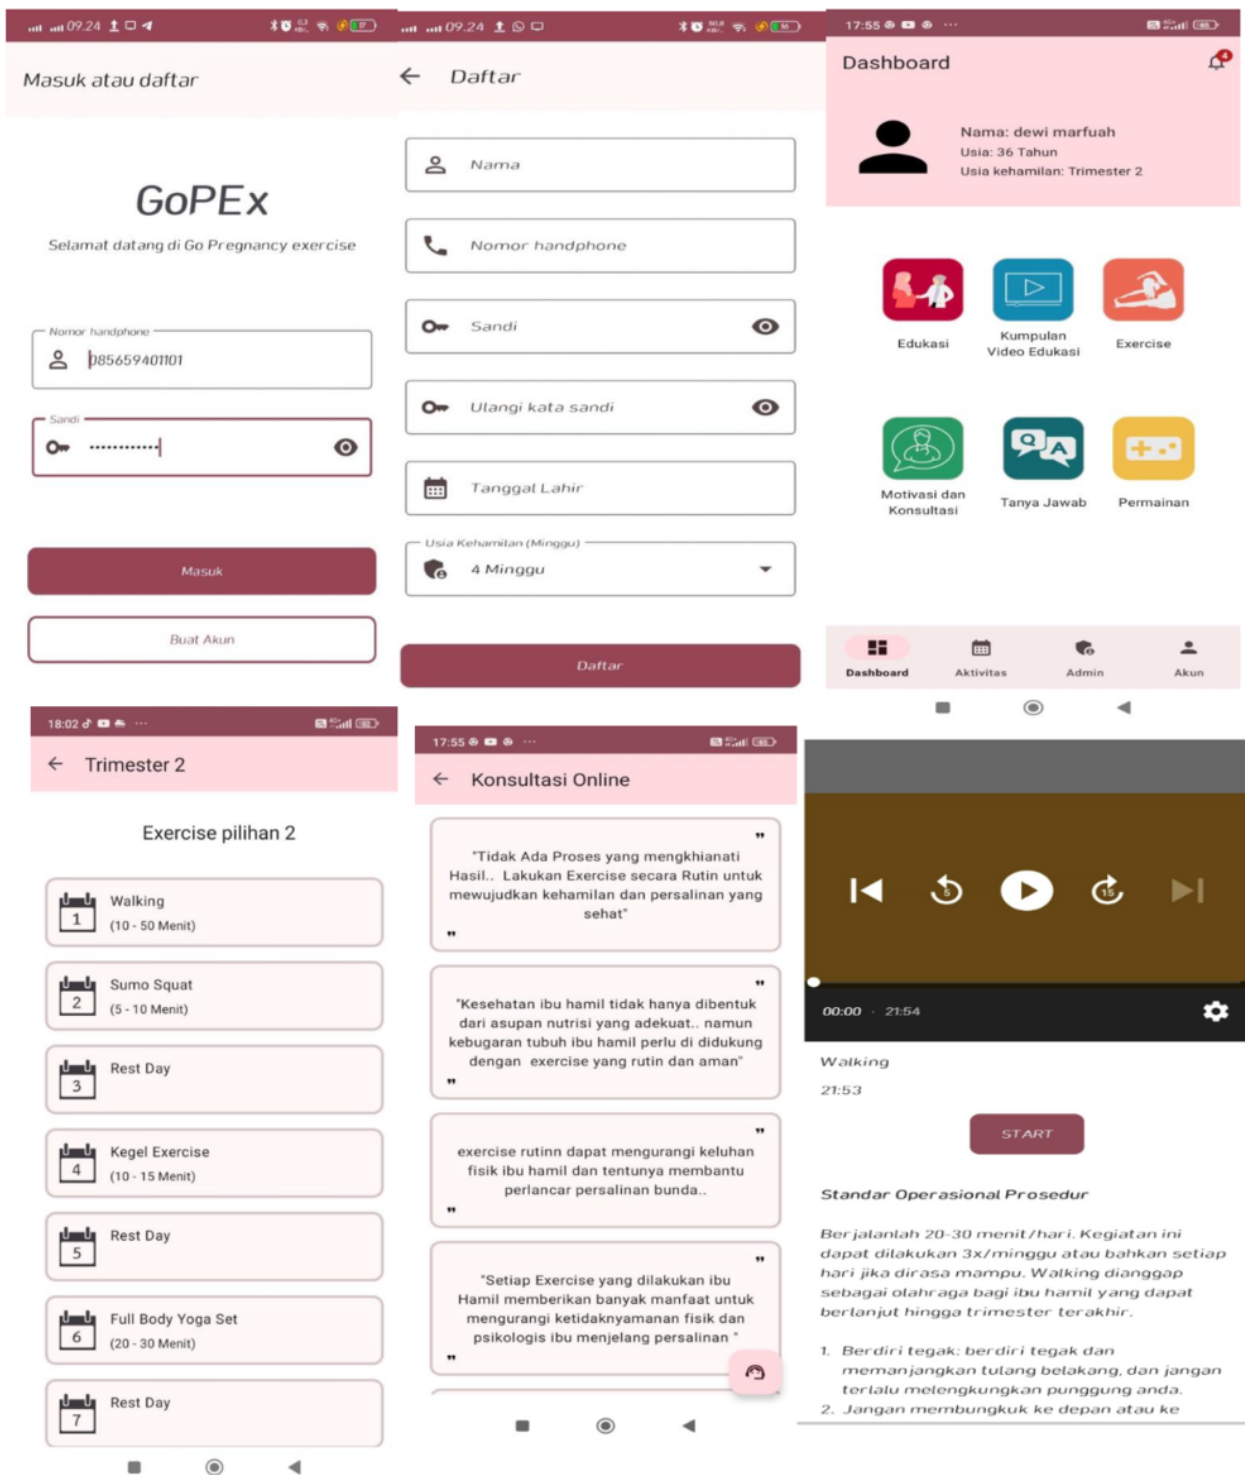 09.24
17
Masuk atau daftar
GoPEx
Selamat datang di Go Pregnancy exercise
Nomor handphone
085659401101
Sandi
••••••••••••
Masuk
Buat Akun
09.24
16
Daftar
Nama
Nomor handphone
Sandi
Ulangi kata sandi
Tanggal Lahir
Usia Kehamilan (Minggu)
4 Minggu
Daftar
17:55
Dashboard
4
Nama: dewi marfuah
Usia: 36 Tahun
Usia kehamilan: Trimester 2
Edukasi
Kumpulan
Video Edukasi
Exercise
Q
A
Motivasi dan
Konsultasi
Tanya Jawab
Permainan
Dashboard
Aktivitas
Admin
Akun
18:02
Trimester 2
Exercise pilihan 2
1
Walking
(10 - 50 Menit)
2
Sumo Squat
(5 - 10 Menit)
3
Rest Day
4
Kegel Exercise
(10 - 15 Menit)
5
Rest Day
6
Full Body Yoga Set
(20 - 30 Menit)
7
Rest Day
17:55
Konsultasi Online
"
"Tidak Ada Proses yang mengkhianati
Hasil.. Lakukan Exercise secara Rutin untuk
mewujudkan kehamilan dan persalinan yang
sehat"
"
"
"Kesehatan ibu hamil tidak hanya dibentuk
dari asupan nutrisi yang adekuat.. namun
kebugaran tubuh ibu hamil perlu di didukung
dengan exercise yang rutin dan aman"
"
"
exercise rutinn dapat mengurangi keluhan
fisik ibu hamil dan tentunya membantu
perlancar persalinan bunda..
"
"
"Setiap Exercise yang dilakukan ibu
Hamil memberikan banyak manfaat untuk
mengurangi ketidaknyamanan fisik dan
psikologis ibu menjelang persalinan "
"
5
15
00:00 · 21:54
Walking
21:53
START
Standar Operasional Prosedur
Berjalanlah 20-30 menit/hari. Kegiatan ini
dapat dilakukan 3x/minggu atau bahkan setiap
hari jika dirasa mampu. Walking dianggap
sebagai olahraga bagi ibu hamil yang dapat
berlanjut hingga trimester terakhir.
1. Berdiri tegak: berdiri tegak dan
memanjangkan tulang belakang, dan jangan
terlalu melengkungkan punggung anda.
2. Jangan membungkuk ke depan atau ke